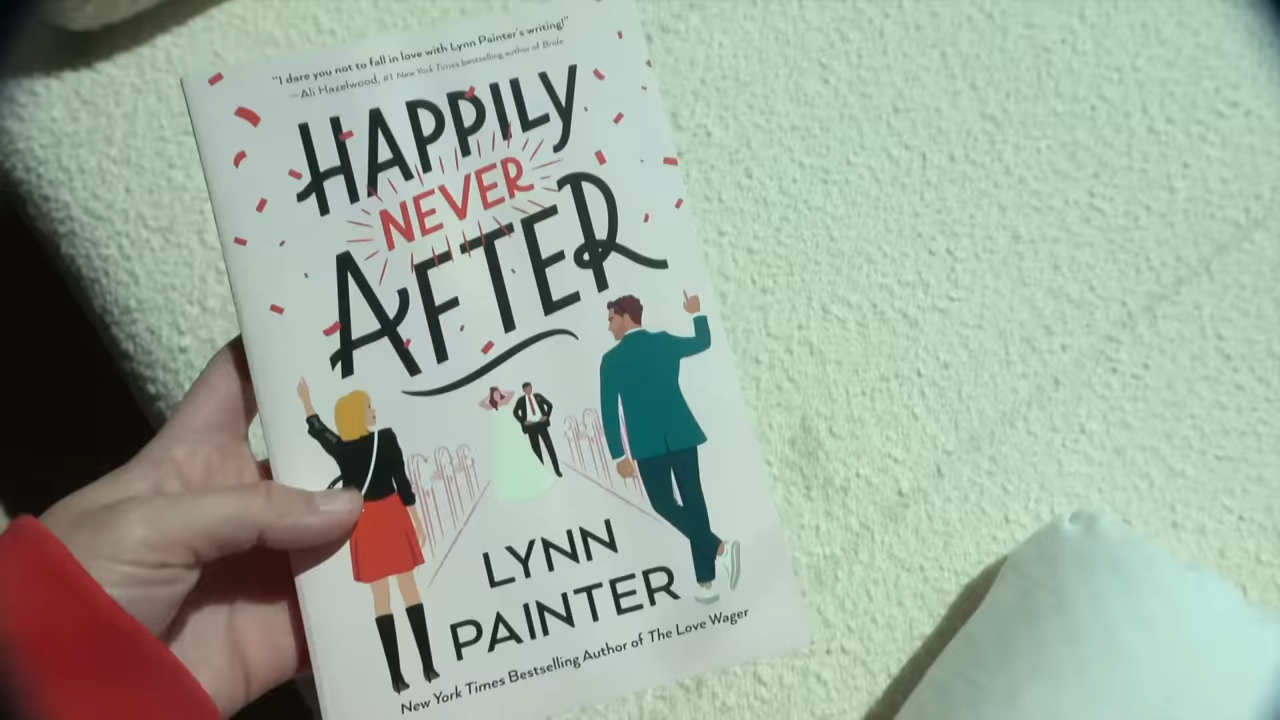 "I dare you not to fall in love with Lynn Painter's writing!"
—Ali Hazelwood, #1 New York Times bestselling author of Bride
HAPPILY
NEVER
AFTER
LYNN
PAINTER
New York Times Bestselling Author of The Love Wager